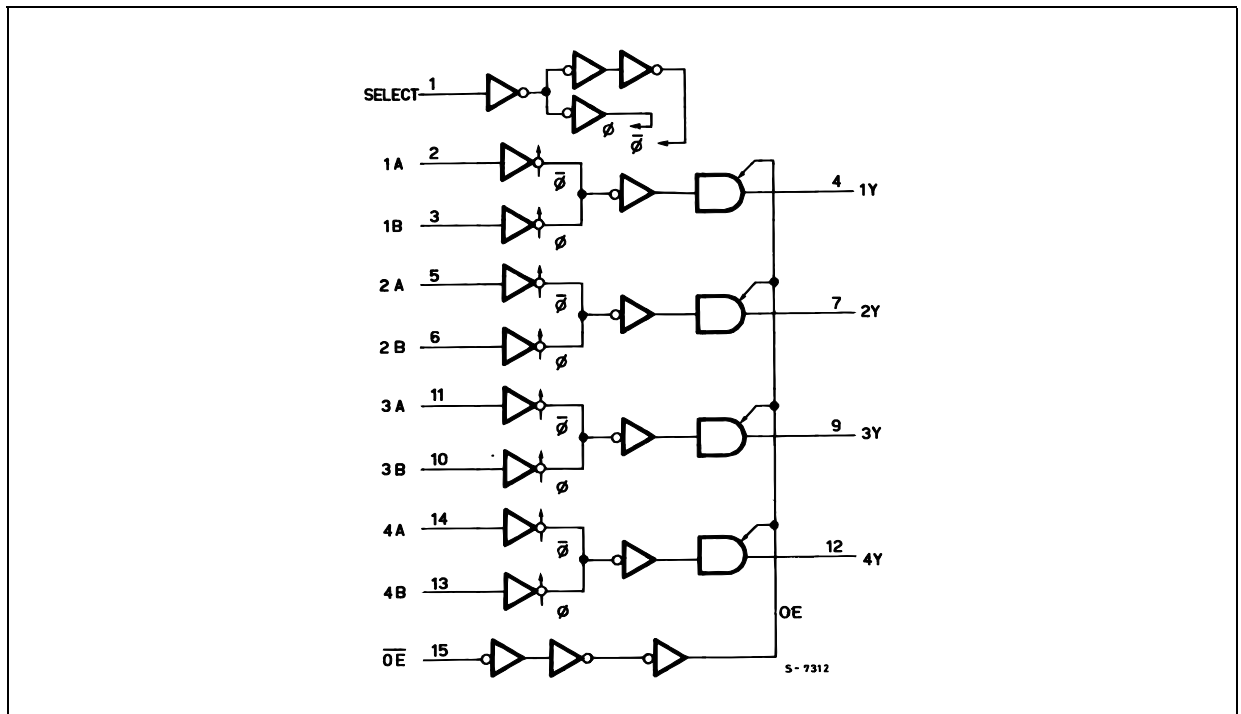 SELECT 1
ø
ø̅
1A 2
ø̅
4 1Y
1B 3
ø
2A 5
ø̅
7 2Y
2B 6
ø
3A 11
ø̅
9 3Y
3B 10
ø
4A 14
ø̅
12 4Y
4B 13
ø
OE
O̅E̅ 15
S-7312